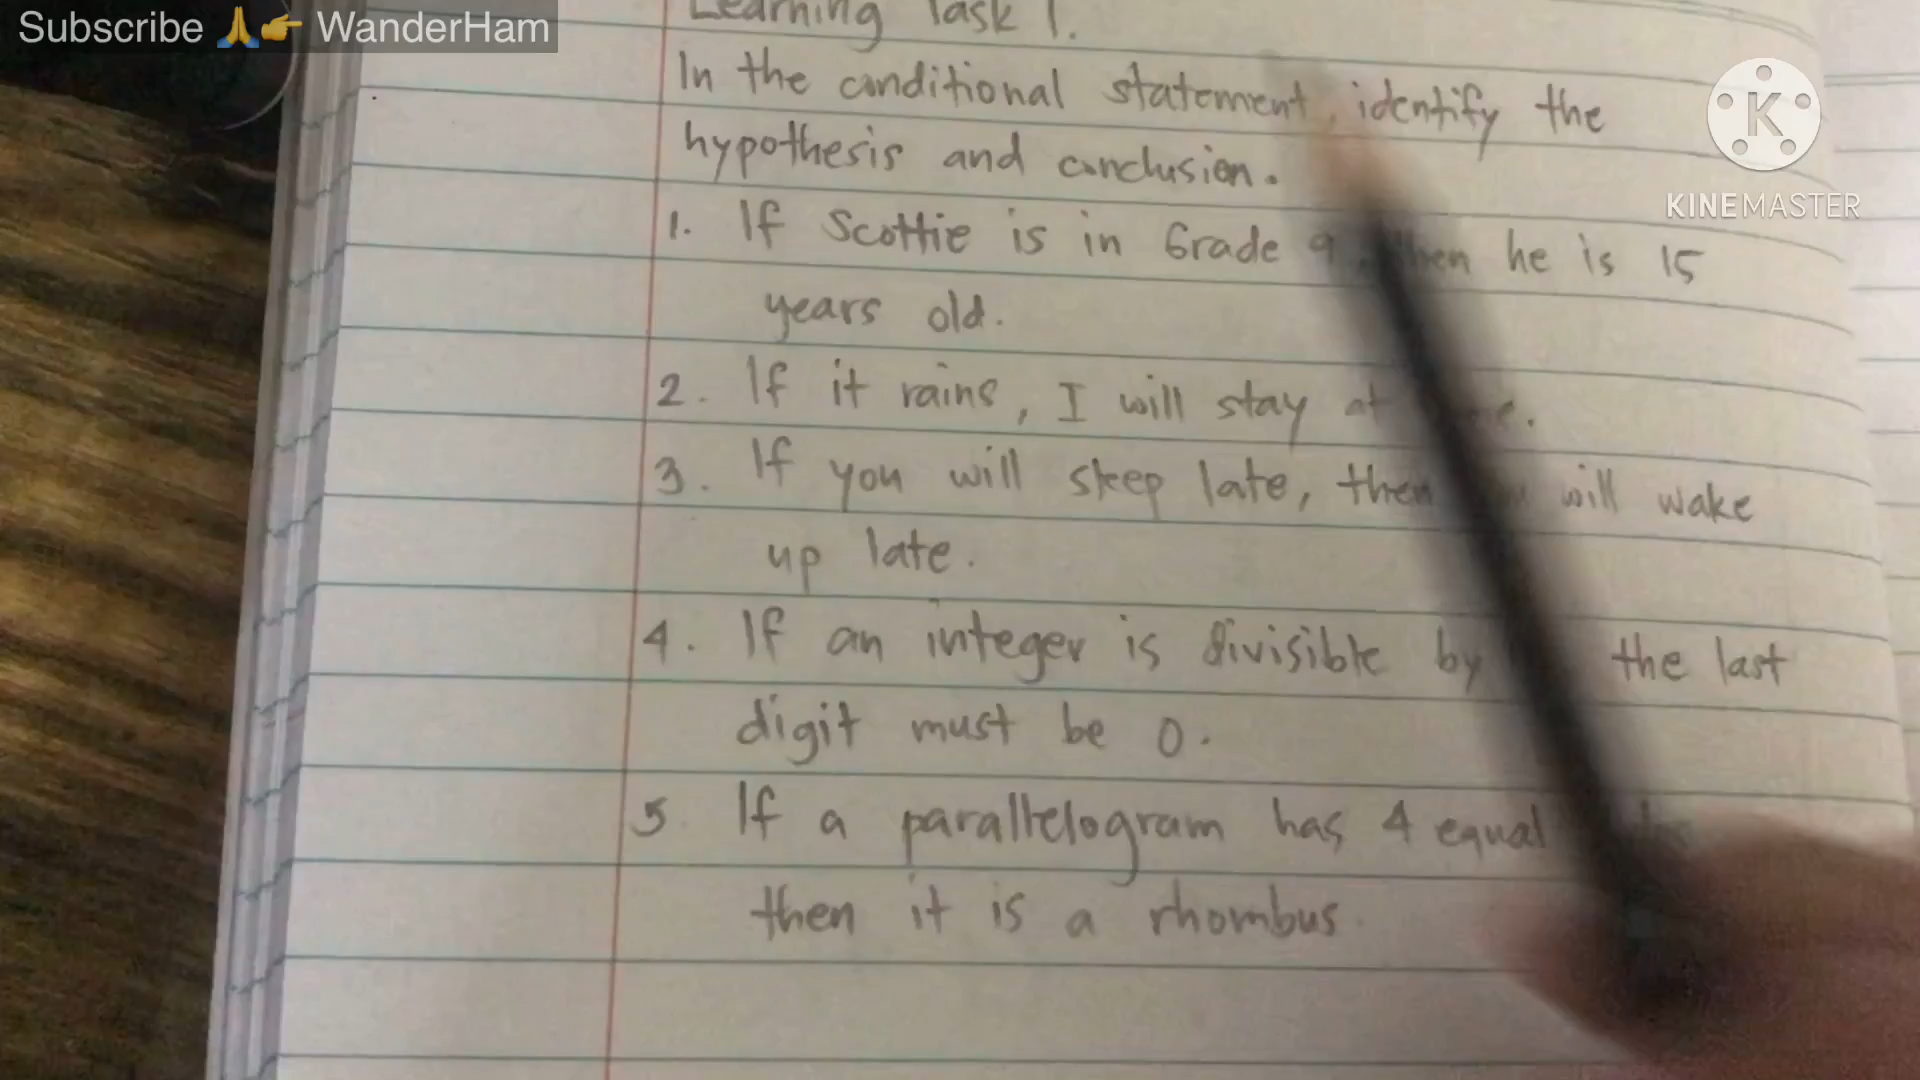 Subscribe 🙏👉 WanderHam
Learning Task 1.
In the conditional statement, identify the
hypothesis and conclusion.
KINEMASTER
1. If Scottie is in Grade 9, then he is 15
years old.
2. If it rains, I will stay at
3. If you will sleep late, then will wake
up late.
4. If an integer is divisible by the last
digit must be 0.
5. If a parallelogram has 4 equal
then it is a rhombus.